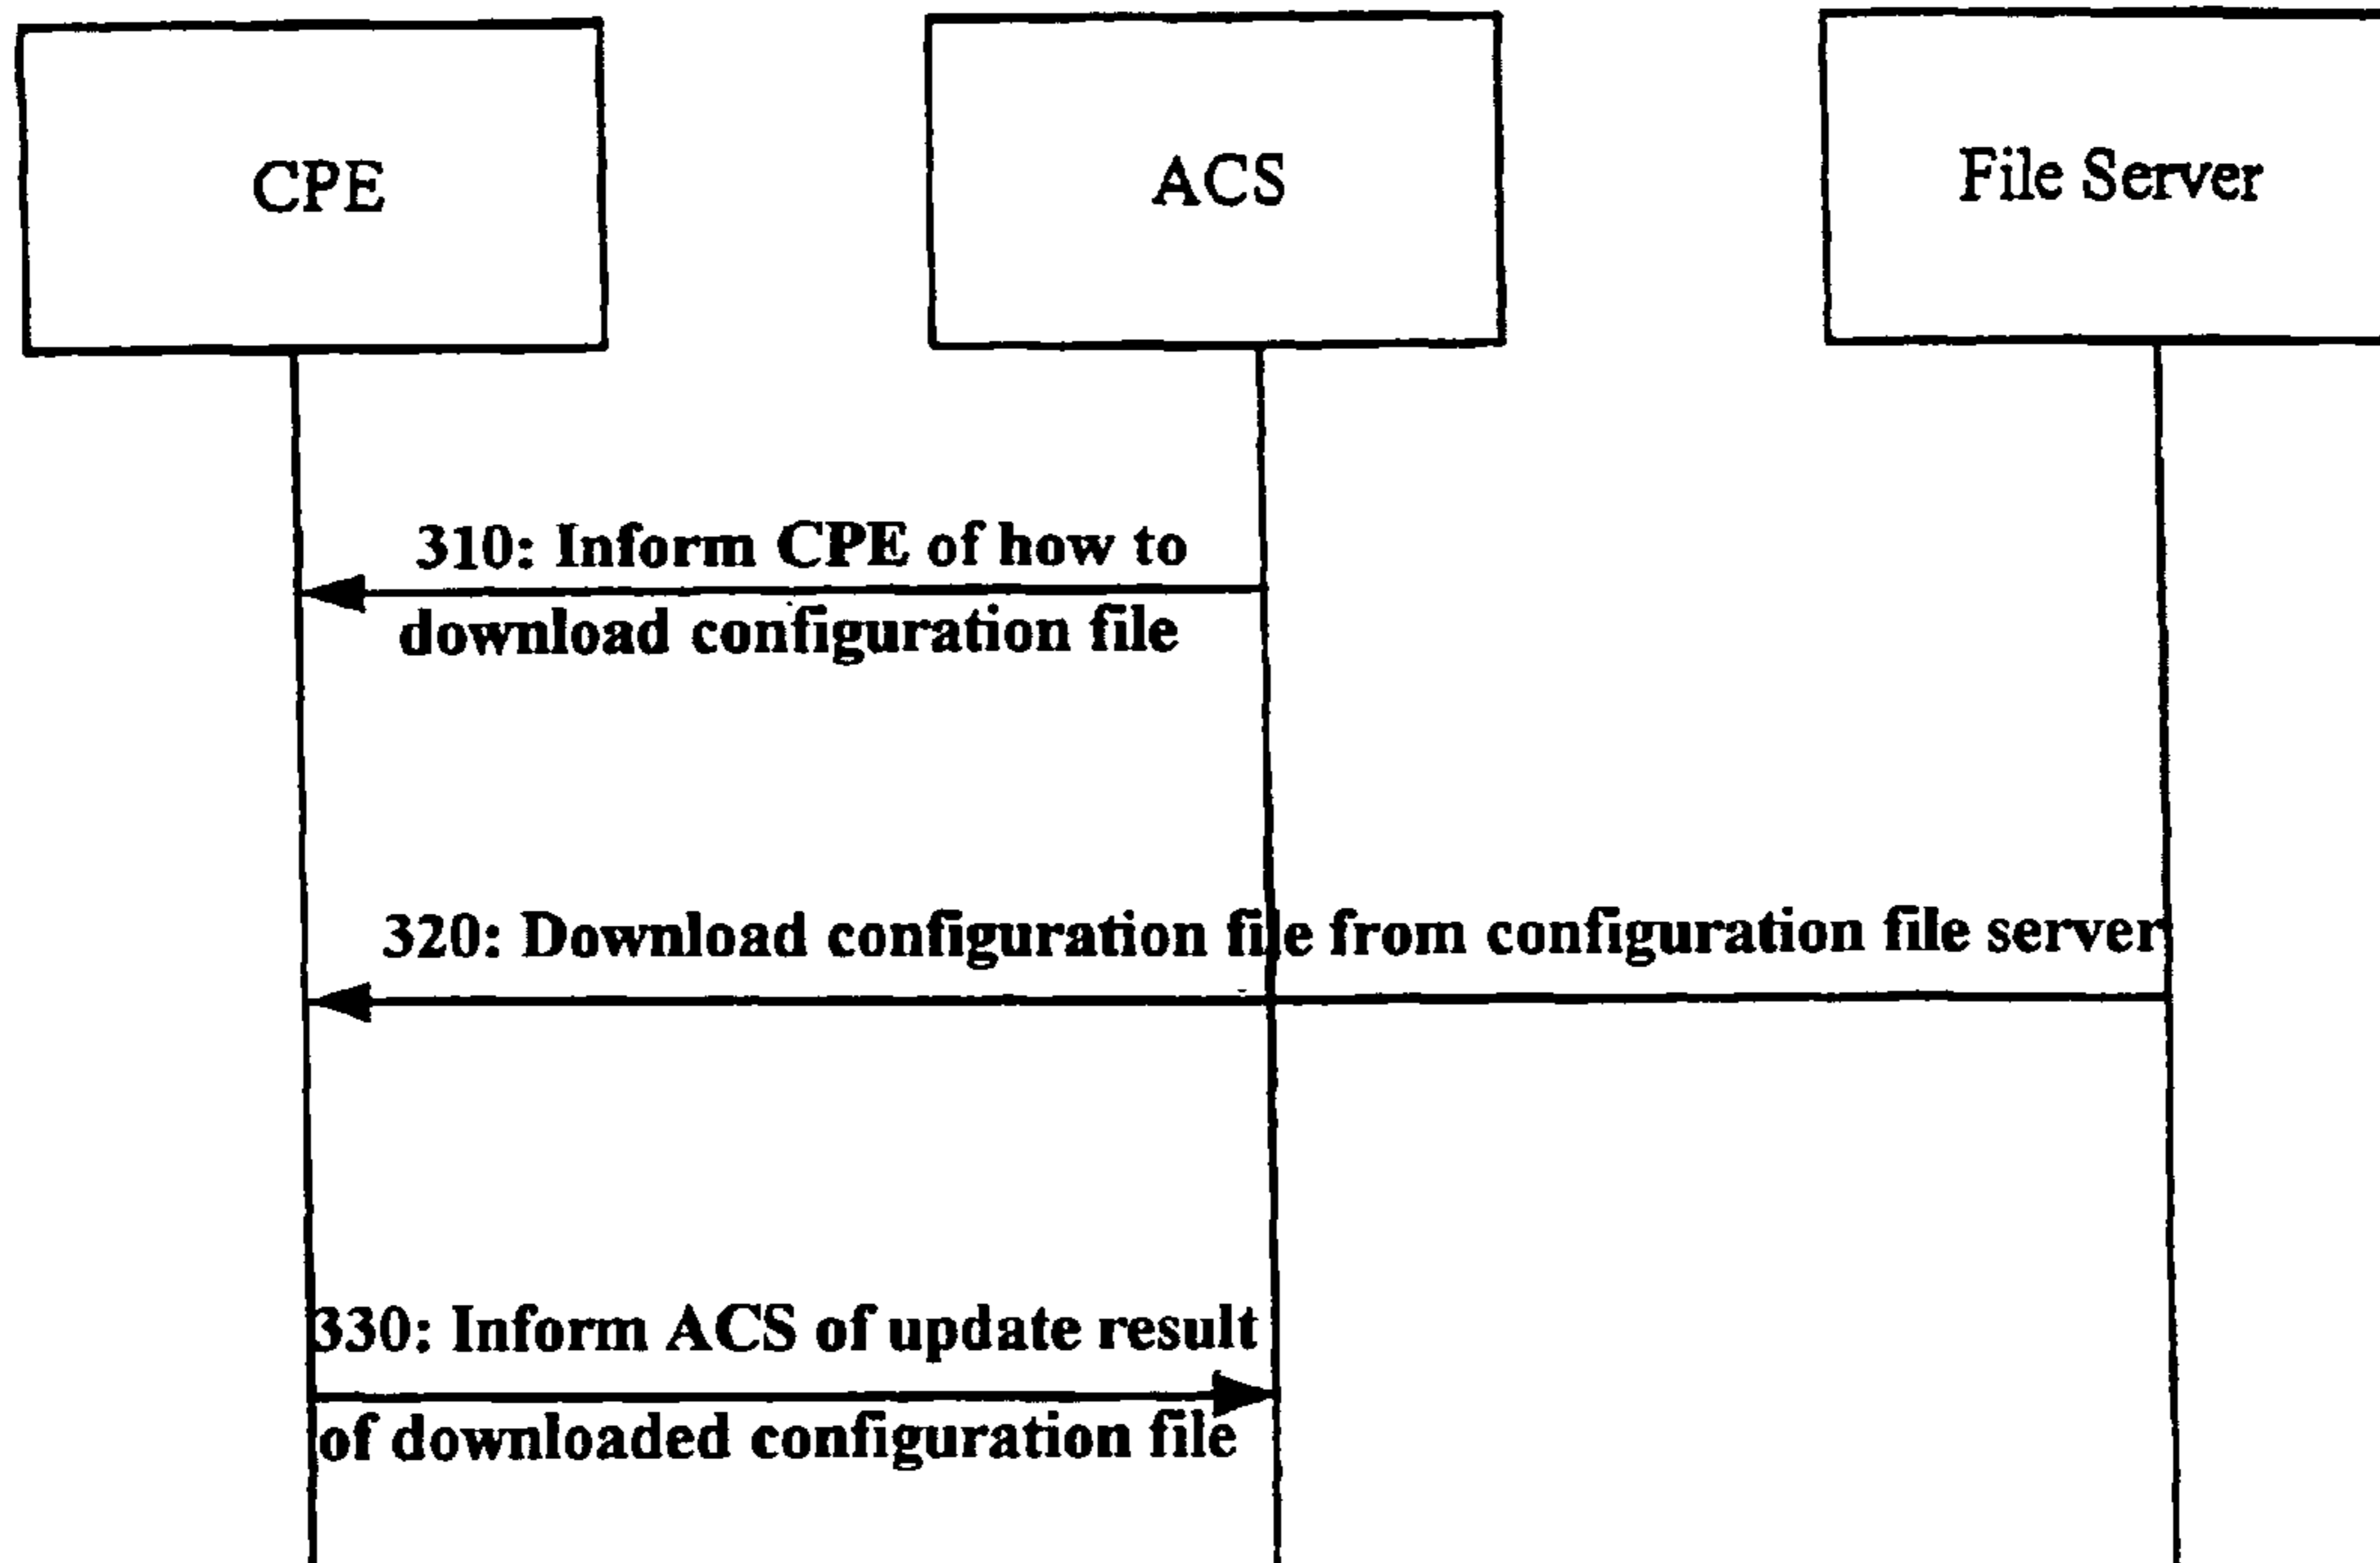 CPE
ACS
File Server
310: Inform CPE of how to
download configuration file
320: Download configuration file from configuration file server
330: Inform ACS of update result
of downloaded configuration file